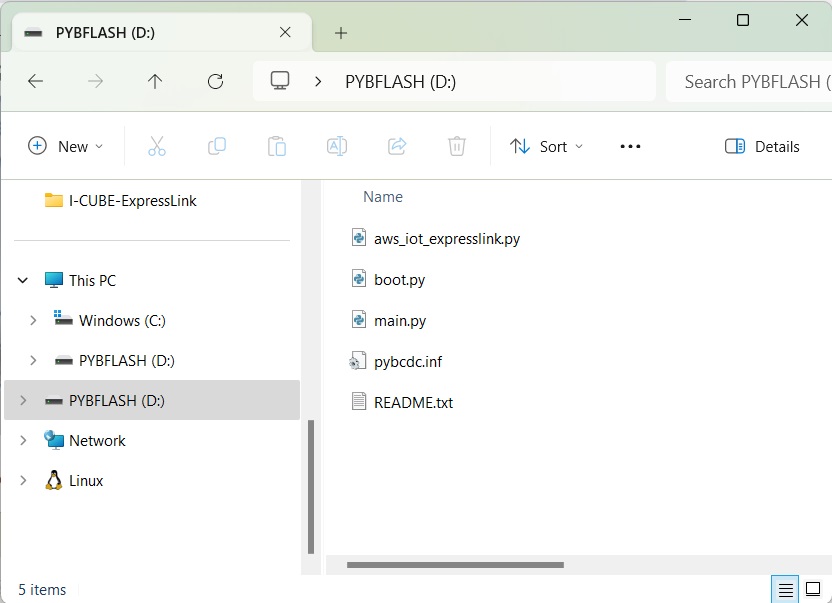 PYBFLASH (D:)
PYBFLASH (D:)
Search PYBFLASH (
New
Sort
Details
I-CUBE-ExpressLink
This PC
Windows (C:)
PYBFLASH (D:)
PYBFLASH (D:)
Network
Linux
Name
aws_iot_expresslink.py
boot.py
main.py
pybcdc.inf
README.txt
5 items